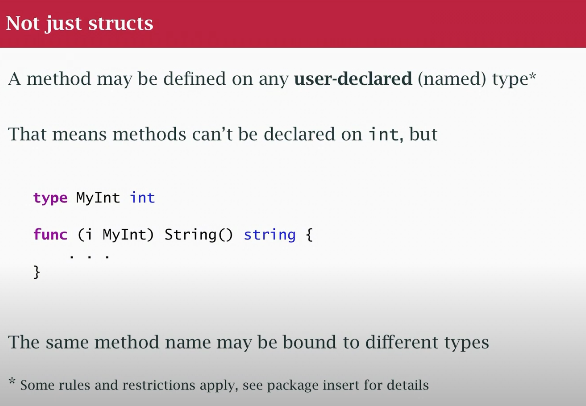 Not just structs
A method may be defined on any user-declared (named) type*
That means methods can't be declared on int, but
type MyInt int
func (i MyInt) String() string {
. . .
}
The same method name may be bound to different types
* Some rules and restrictions apply, see package insert for details